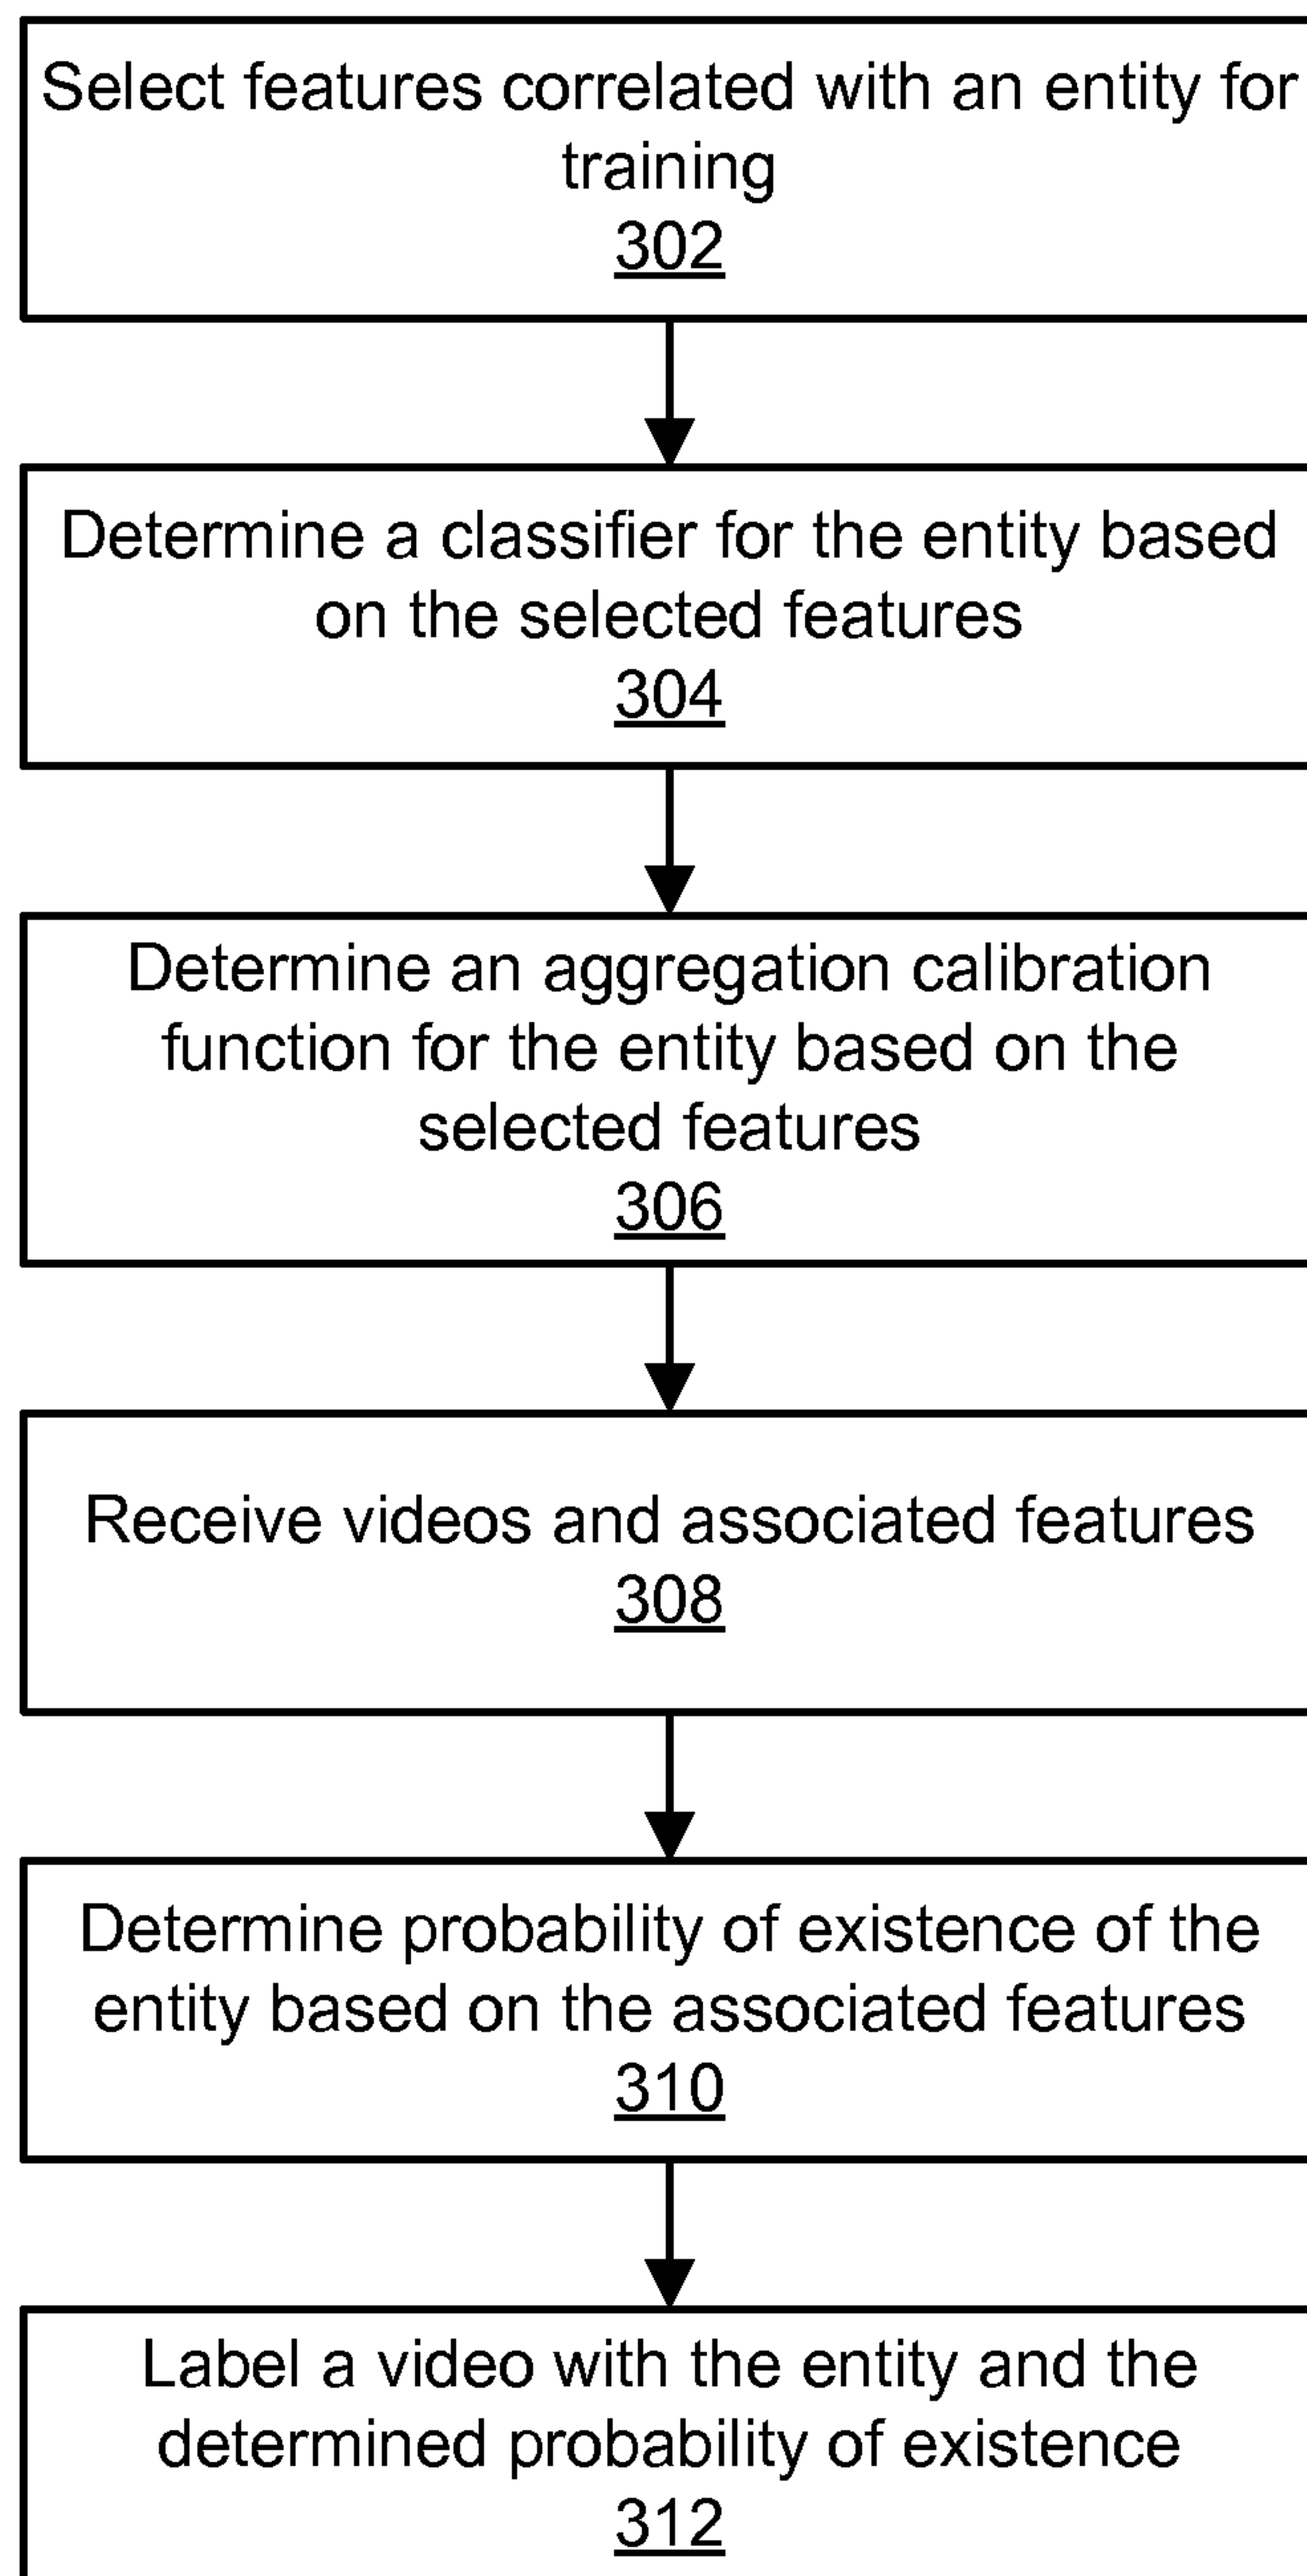 Select features correlated with an entity for
training
302
Determine a classifier for the entity based
on the selected features
304
Determine an aggregation calibration
function for the entity based on the
selected features
306
Receive videos and associated features
308
Determine probability of existence of the
entity based on the associated features
310
Label a video with the entity and the
determined probability of existence
312